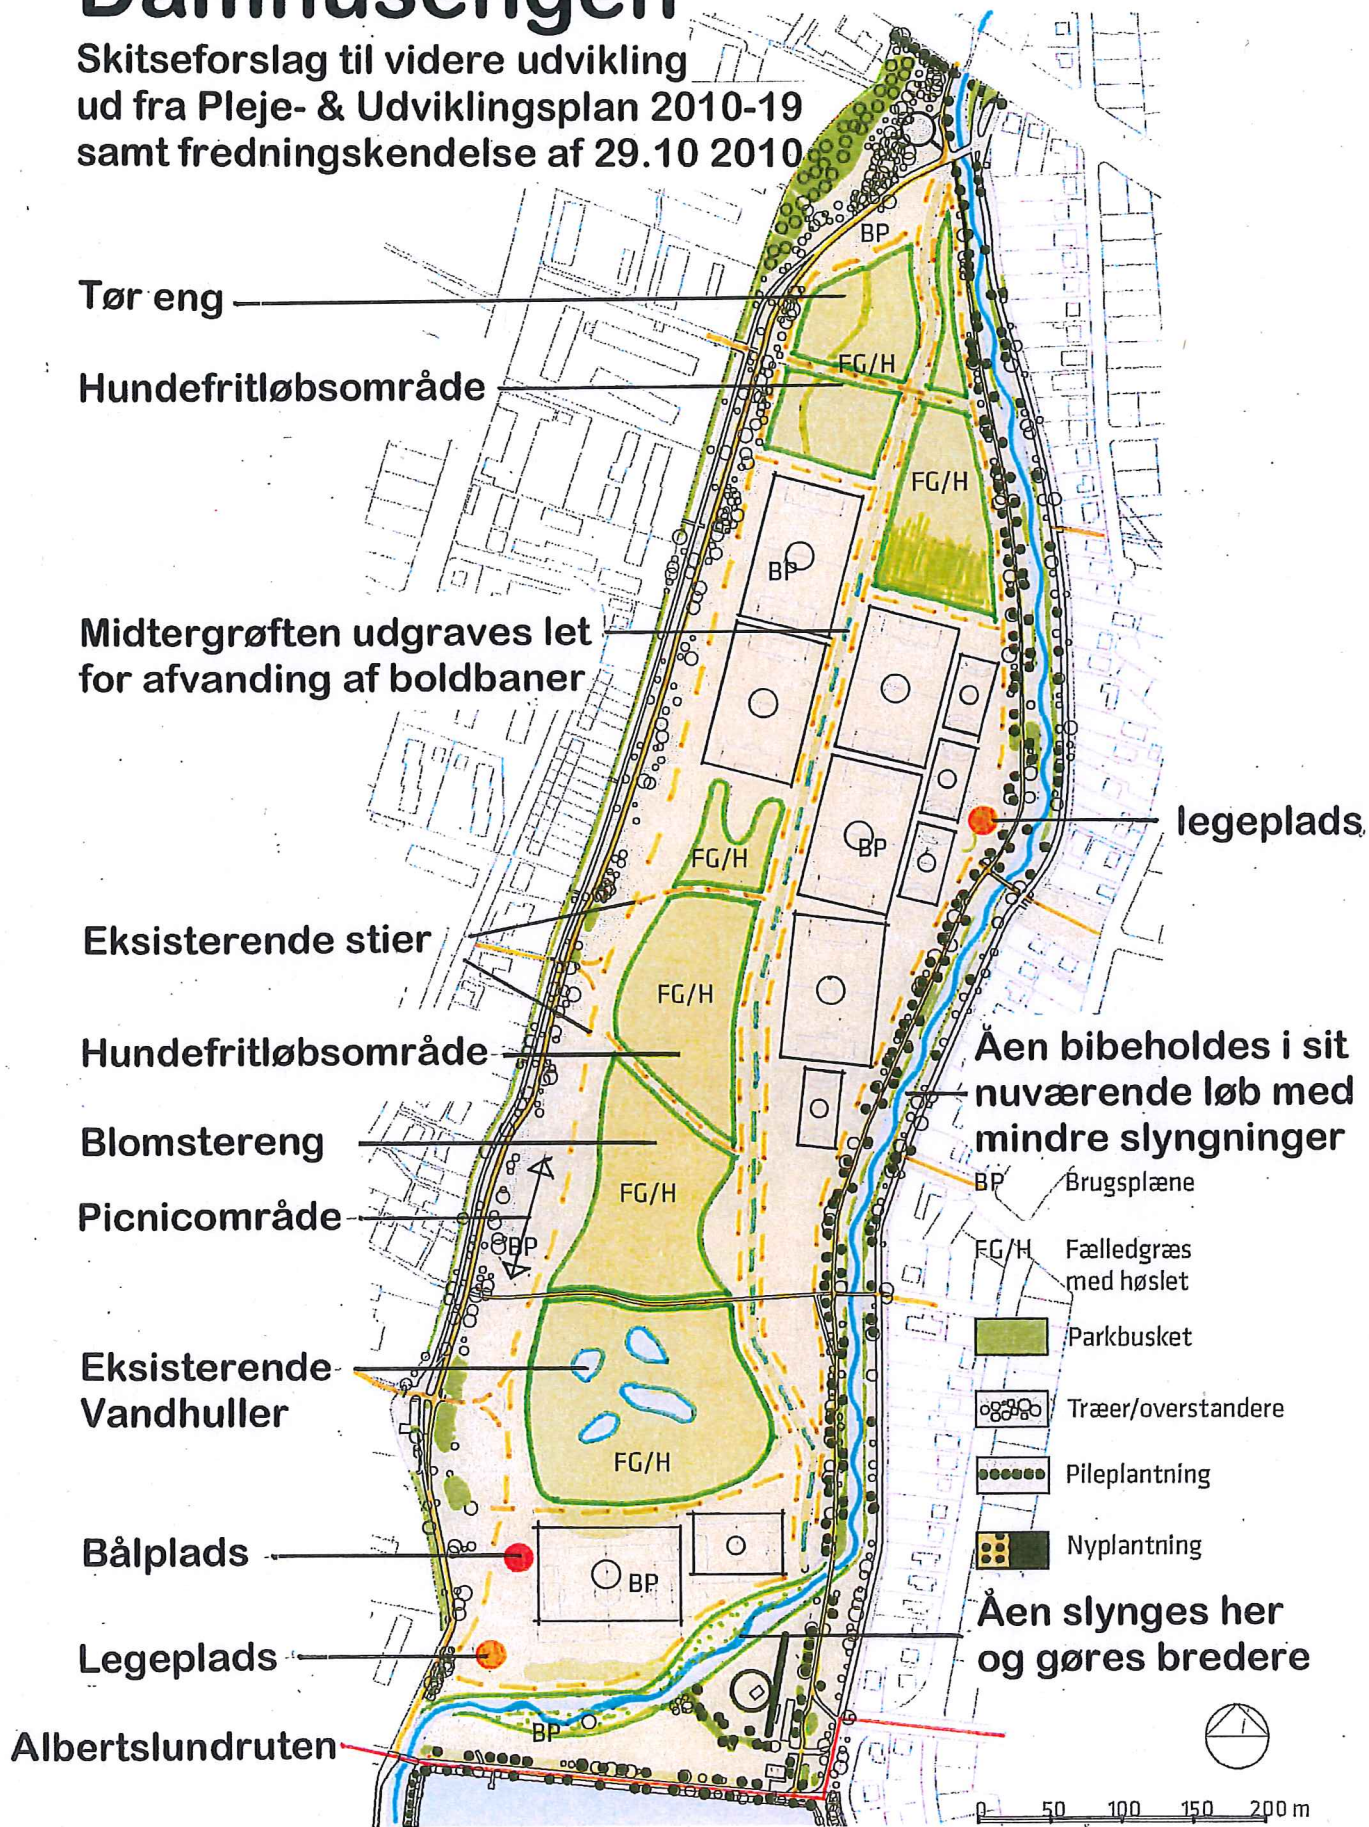 Damhusengen
Skitseforslag til videre udvikling
ud fra Pleje- & Udviklingsplan 2010-19
samt fredningskendelse af 29.10 2010
BP
Tør eng
FG/H
Hundefritløbsområde
FG/H
BP
Midtergrøften udgraves let
for afvanding af boldbaner
legeplads
BP
FG/H
Eksisterende stier
FG/H
Hundefritløbsområde
Åen bibeholdes i sit
nuværende løb med
mindre slyngninger
Blomstereng
BP Brugsplæne
FG/H
Picnicområde
BP
FG/H Fælledgræs
med høslet
Parkbusket
Eksisterende
Vandhuller
Træer/overstandere
FG/H
Pileplantning
Bålplads
BP
Nyplantning
Åen slynges her
og gøres bredere
Legeplads
BP
Albertslundruten
0 50 100 150 200 m